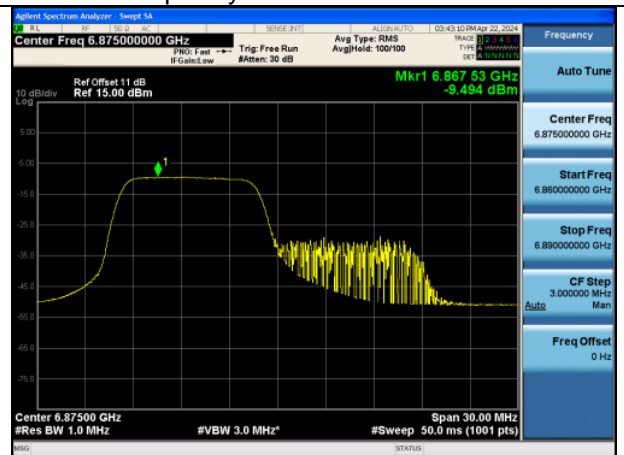 Agilent Spectrum Analyzer - Swept SA
RL RF 50 Ω AC SENSE:INT ALIGN AUTO 03:43:10 PM Apr 22, 2024
Center Freq 6.875000000 GHz
PNO: Fast
IFGain:Low
Trig: Free Run
#Atten: 30 dB
Avg Type: RMS
Avg|Hold: 100/100
TRACE 1 2 3 4 5 6
TYPE
DET A N N N N N
Mkr1 6.867 53 GHz
-9.494 dBm
Ref Offset 11 dB
10 dB/div Ref 15.00 dBm
Log
1
5.00
-5.00
-15.0
-25.0
-35.0
-45.0
-55.0
-65.0
-75.0
Center 6.87500 GHz Span 30.00 MHz
#Res BW 1.0 MHz #VBW 3.0 MHz* #Sweep 50.0 ms (1001 pts)
MSG STATUS
Frequency
Auto Tune
Center Freq
6.875000000 GHz
Start Freq
6.860000000 GHz
Stop Freq
6.890000000 GHz
CF Step
3.000000 MHz
Auto Man
Freq Offset
0 Hz